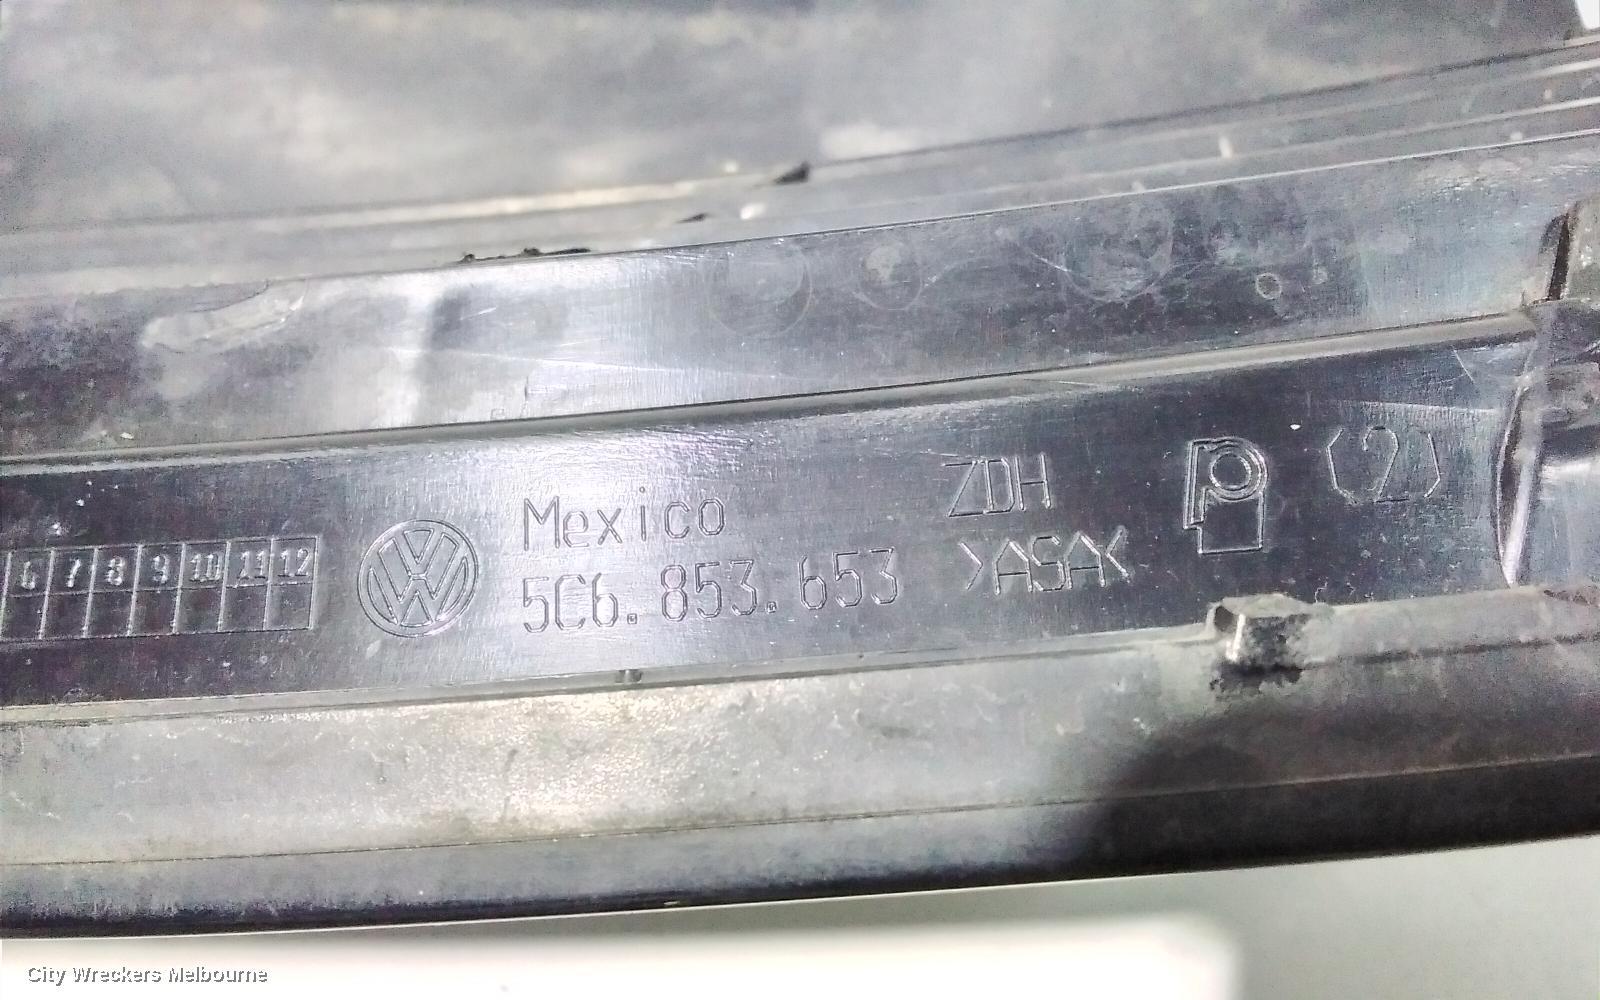 6 7 8 9 10 11 12
Mexico
5C6.853.653
ZDH
>ASA<
(2)
City Wreckers Melbourne